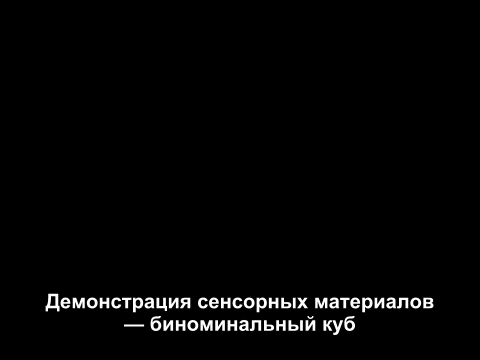 Демонстрация сенсорных материалов
— биноминальный куб